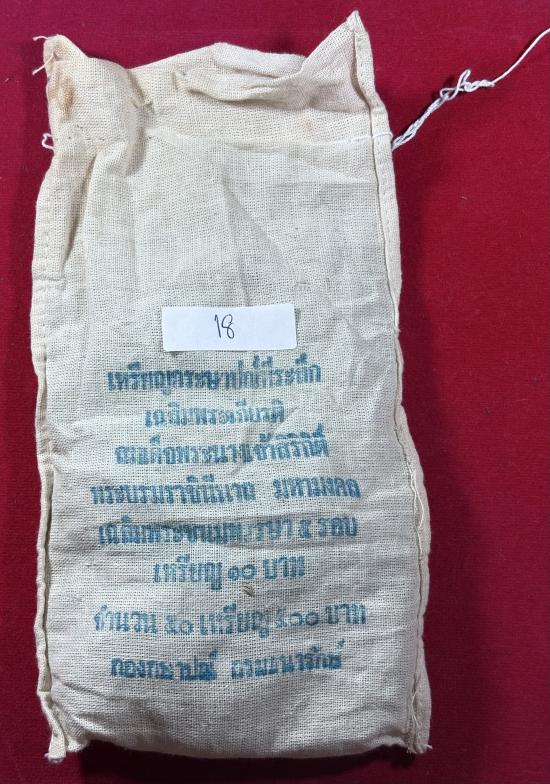 18
เหรียญกระษาปณ์ที่ระลึก
เฉลิมพระเกียรติ
สมเด็จพระนางเจ้าสิริกิติ์
พระบรมราชินีนาถ มหามงคล
เฉลิมพระชนมพรรษา ๕ รอบ
เหรียญ ๑๐ บาท
จำนวน ๕๐ เหรียญ ๕๐๐ บาท
กองกษาปณ์ กรมธนารักษ์